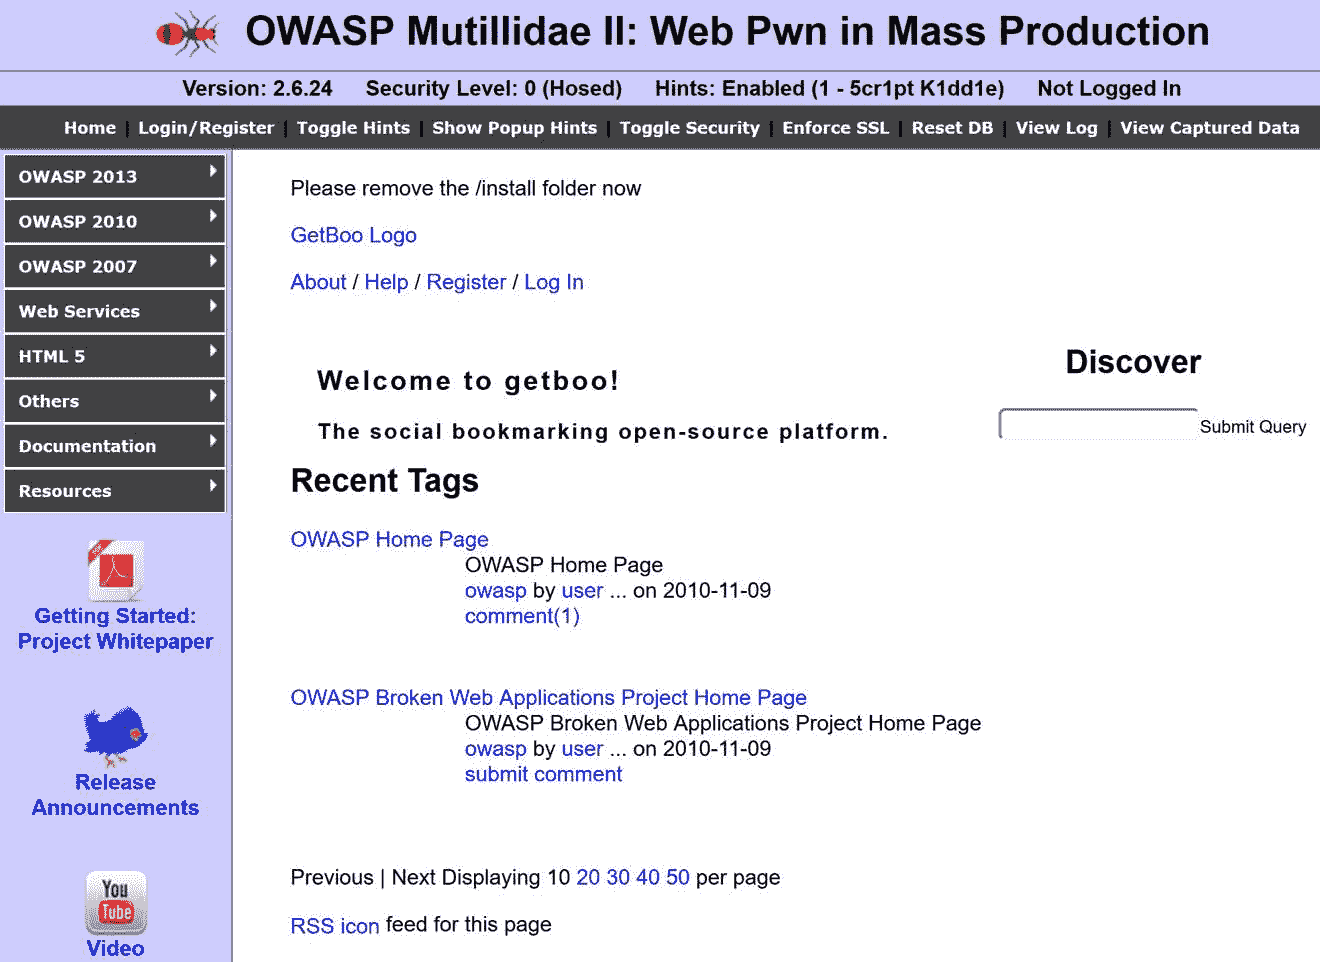 OWASP Mutillidae II: Web Pwn in Mass Production
Version: 2.6.24 Security Level: 0 (Hosed) Hints: Enabled (1 - 5cr1pt K1dd1e) Not Logged In
Home | Login/Register | Toggle Hints | Show Popup Hints | Toggle Security | Enforce SSL | Reset DB | View Log | View Captured Data
OWASP 2013
OWASP 2010
OWASP 2007
Web Services
HTML 5
Others
Documentation
Resources
Getting Started:
Project Whitepaper
Release
Announcements
You
Tube
Video
Please remove the /install folder now
GetBoo Logo
About / Help / Register / Log In
Welcome to getboo!
The social bookmarking open-source platform.
Discover
Submit Query
Recent Tags
OWASP Home Page
OWASP Home Page
owasp by user ... on 2010-11-09
comment(1)
OWASP Broken Web Applications Project Home Page
OWASP Broken Web Applications Project Home Page
owasp by user ... on 2010-11-09
submit comment
Previous | Next Displaying 10 20 30 40 50 per page
RSS icon feed for this page